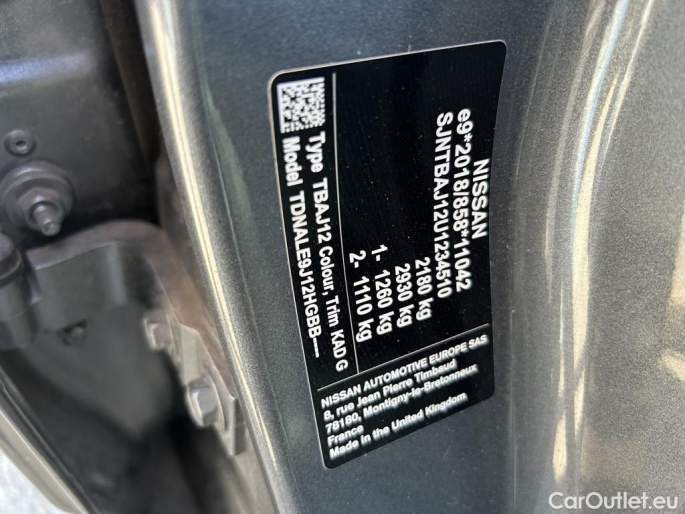 NISSAN
e9*2018/858*11042
SJNTBAJ12U1234510
2180 kg
2930 kg
1- 1260 kg
2- 1110 kg
Type TBAJ12 Colour, Trim KAD G
Model TDNALE9J12HGBB----
NISSAN AUTOMOTIVE EUROPE SAS
8, rue Jean Pierre Timbaud
78180, Montigny-le-Bretonneux
France
Made in the United Kingdom
CarOutlet.eu